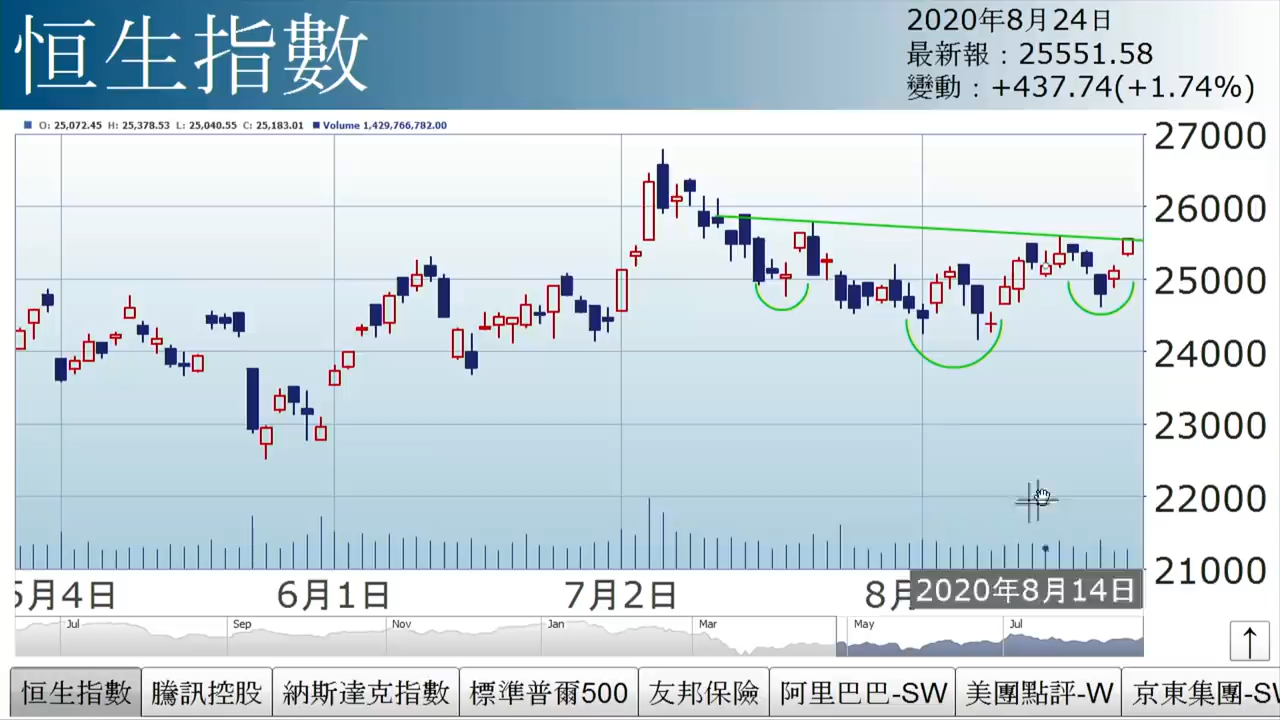 恒生指數
2020年8月24日
最新報：25551.58
變動：+437.74(+1.74%)
O: 25,072.45 H: 25,378.53 L: 25,040.55 C: 25,183.01 Volume 1,429,766,782.00
27000
26000
25000
24000
23000
22000
21000
5月4日 6月1日 7月2日 8月 2020年8月14日
Jul Sep Nov Jan Mar May Jul
↑
恒生指數 騰訊控股 納斯達克指數 標準普爾500 友邦保險 阿里巴巴-SW 美團點評-W 京東集團-SW